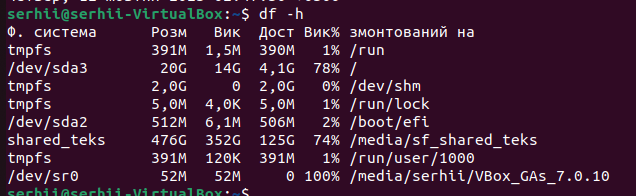 serhii@serhii-VirtualBox:~$ df -h
Ф. система Розм Вик Дост Вик% змонтований на
tmpfs 391M 1,5M 390M 1% /run
/dev/sda3 20G 14G 4,1G 78% /
tmpfs 2,0G 0 2,0G 0% /dev/shm
tmpfs 5,0M 4,0K 5,0M 1% /run/lock
/dev/sda2 512M 6,1M 506M 2% /boot/efi
shared_teks 476G 352G 125G 74% /media/sf_shared_teks
tmpfs 391M 120K 391M 1% /run/user/1000
/dev/sr0 52M 52M 0 100% /media/serhii/VBox_GAs_7.0.10
serhii@serhii-VirtualBox:~$